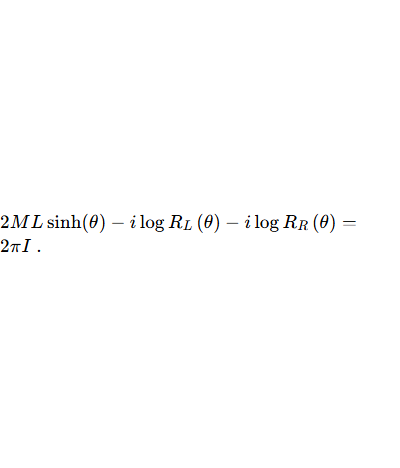 2ML sinh(θ) − i log R_L (θ) − i log R_R (θ) =
2πI .